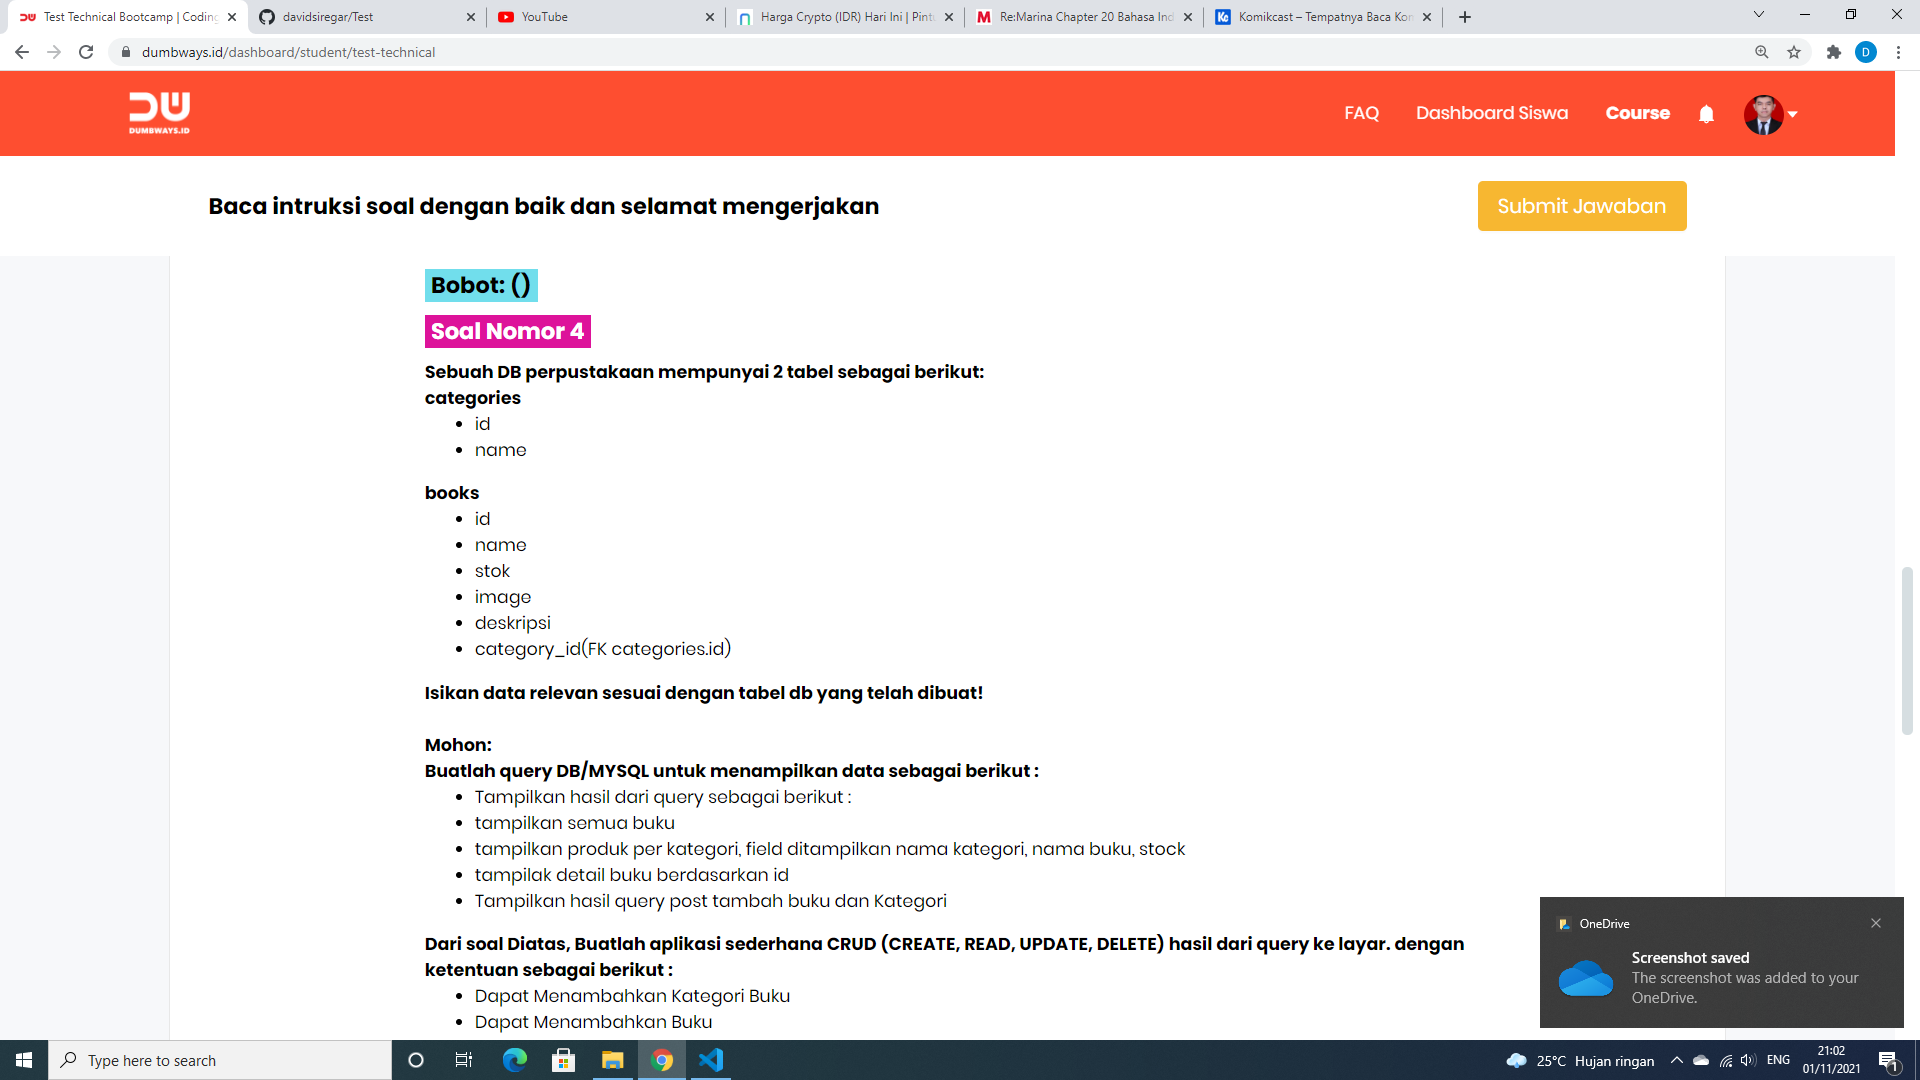 Test Technical Bootcamp | Coding
davidsiregar/Test
YouTube
Harga Crypto (IDR) Hari Ini | Pintu
Re:Marina Chapter 20 Bahasa Ind
Komikcast – Tempatnya Baca Kom
dumbways.id/dashboard/student/test-technical
D
DUMBWAYS.ID
FAQ
Dashboard Siswa
Course
Baca intruksi soal dengan baik dan selamat mengerjakan
Submit Jawaban
Bobot: ()
Soal Nomor 4
Sebuah DB perpustakaan mempunyai 2 tabel sebagai berikut:
categories
id
name
books
id
name
stok
image
deskripsi
category_id(FK categories.id)
Isikan data relevan sesuai dengan tabel db yang telah dibuat!
Mohon:
Buatlah query DB/MYSQL untuk menampilkan data sebagai berikut :
Tampilkan hasil dari query sebagai berikut :
tampilkan semua buku
tampilkan produk per kategori, field ditampilkan nama kategori, nama buku, stock
tampilak detail buku berdasarkan id
Tampilkan hasil query post tambah buku dan Kategori
Dari soal Diatas, Buatlah aplikasi sederhana CRUD (CREATE, READ, UPDATE, DELETE) hasil dari query ke layar. dengan
ketentuan sebagai berikut :
Dapat Menambahkan Kategori Buku
Dapat Menambahkan Buku
OneDrive
Screenshot saved
The screenshot was added to your
OneDrive.
Type here to search
25°C Hujan ringan
ENG
21:02
01/11/2021
1